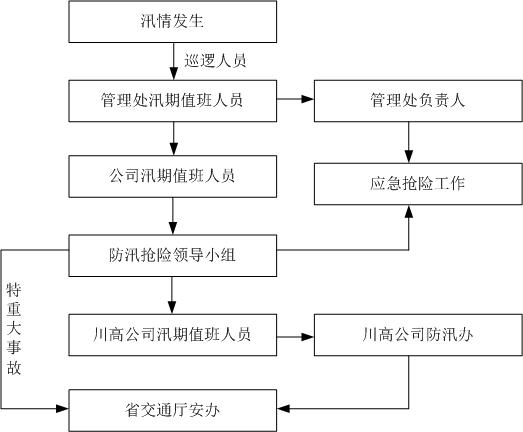 汛情发生
巡逻人员
管理处汛期值班人员
管理处负责人
公司汛期值班人员
应急抢险工作
防汛抢险领导小组
特重大事故
川高公司汛期值班人员
川高公司防汛办
省交通厅安办